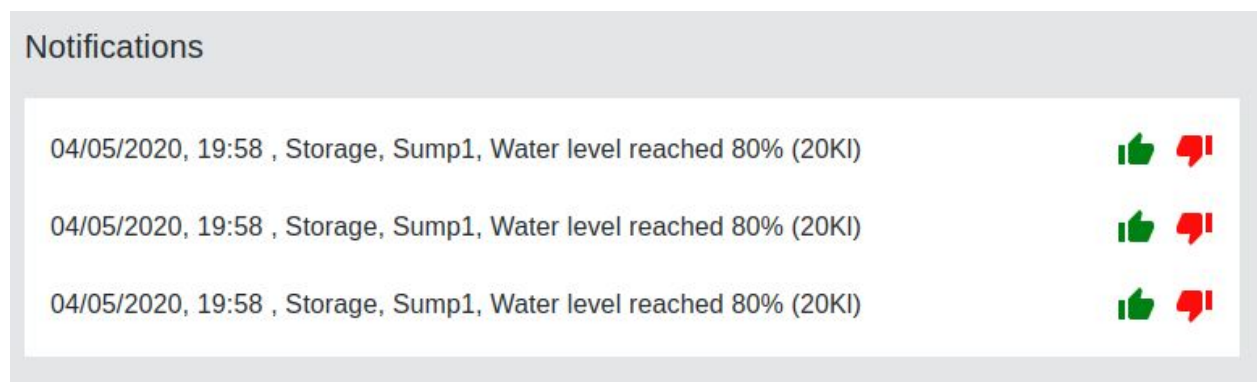 Notifications
04/05/2020, 19:58 , Storage, Sump1, Water level reached 80% (20Kl)
04/05/2020, 19:58 , Storage, Sump1, Water level reached 80% (20Kl)
04/05/2020, 19:58 , Storage, Sump1, Water level reached 80% (20Kl)